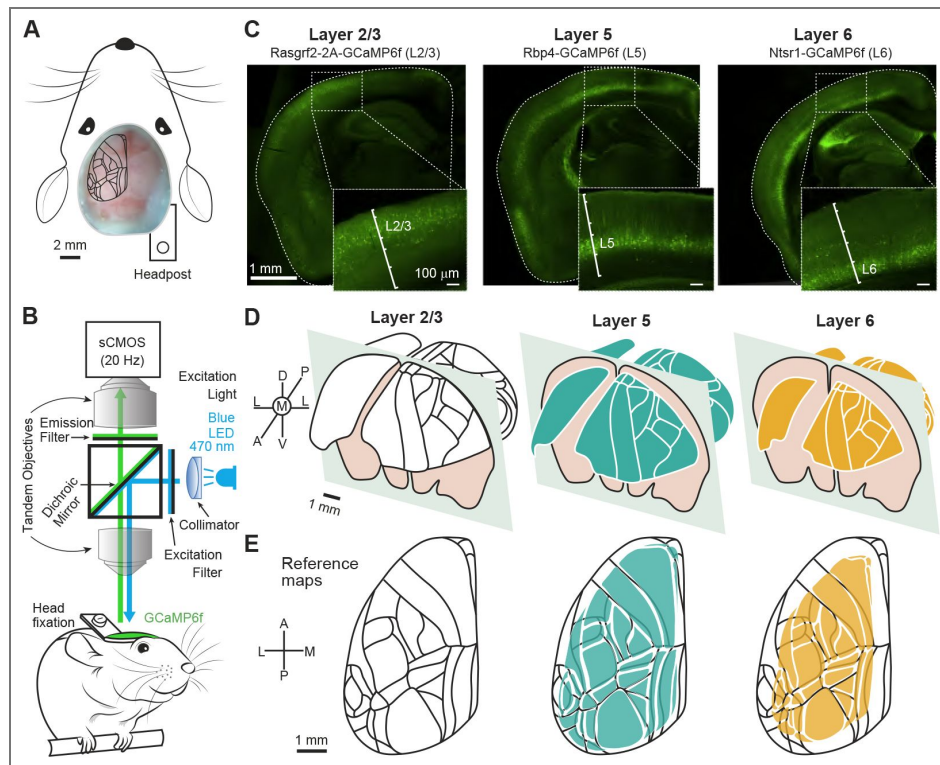 A
2 mm
Headpost
B
sCMOS
(20 Hz)
Excitation
Light
Blue
LED
470 nm
Emission
Filter
Tandem Objectives
Dichroic
Mirror
Collimator
Excitation
Filter
Head
fixation
GCaMP6f
C
Layer 2/3
Rasgrf2-2A-GCaMP6f (L2/3)
Layer 5
Rbp4-GCaMP6f (L5)
Layer 6
Ntsr1-GCaMP6f (L6)
L2/3
1 mm
100 µm
L5
L6
D
Layer 2/3
Layer 5
Layer 6
D
P
L
M
L
A
V
1 mm
E
Reference
maps
A
L
M
P
1 mm